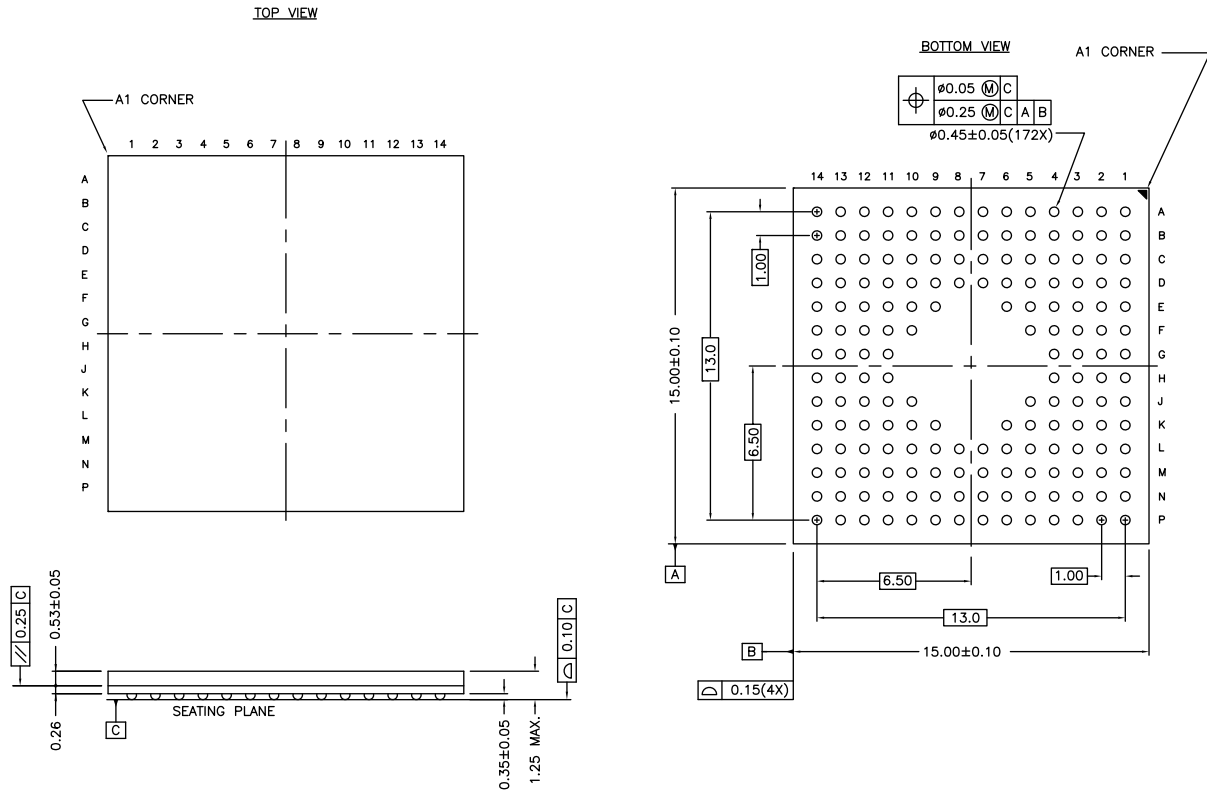 TOP VIEW
A1 CORNER
1 2 3 4 5 6 7 8 9 10 11 12 13 14
A
B
C
D
E
F
G
H
J
K
L
M
N
P
// 0.25 C
0.53±0.05
0.26
C
SEATING PLANE
0.35±0.05
1.25 MAX.
⌓ 0.10 C
BOTTOM VIEW
A1 CORNER
⌖ ø0.05 Ⓜ C
ø0.25 Ⓜ C A B
ø0.45±0.05(172X)
14 13 12 11 10 9 8 7 6 5 4 3 2 1
A
B
C
D
E
F
G
H
J
K
L
M
N
P
1.00
13.0
15.00±0.10
6.50
A
6.50
1.00
13.0
B
15.00±0.10
⌓ 0.15(4X)